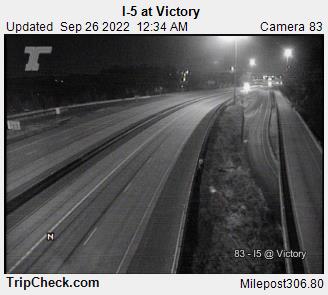 I-5 at Victory
Updated Sep 26 2022 12:34 AM Camera 83
T
N
83 - I5 @ Victory
TripCheck.com Milepost306.80